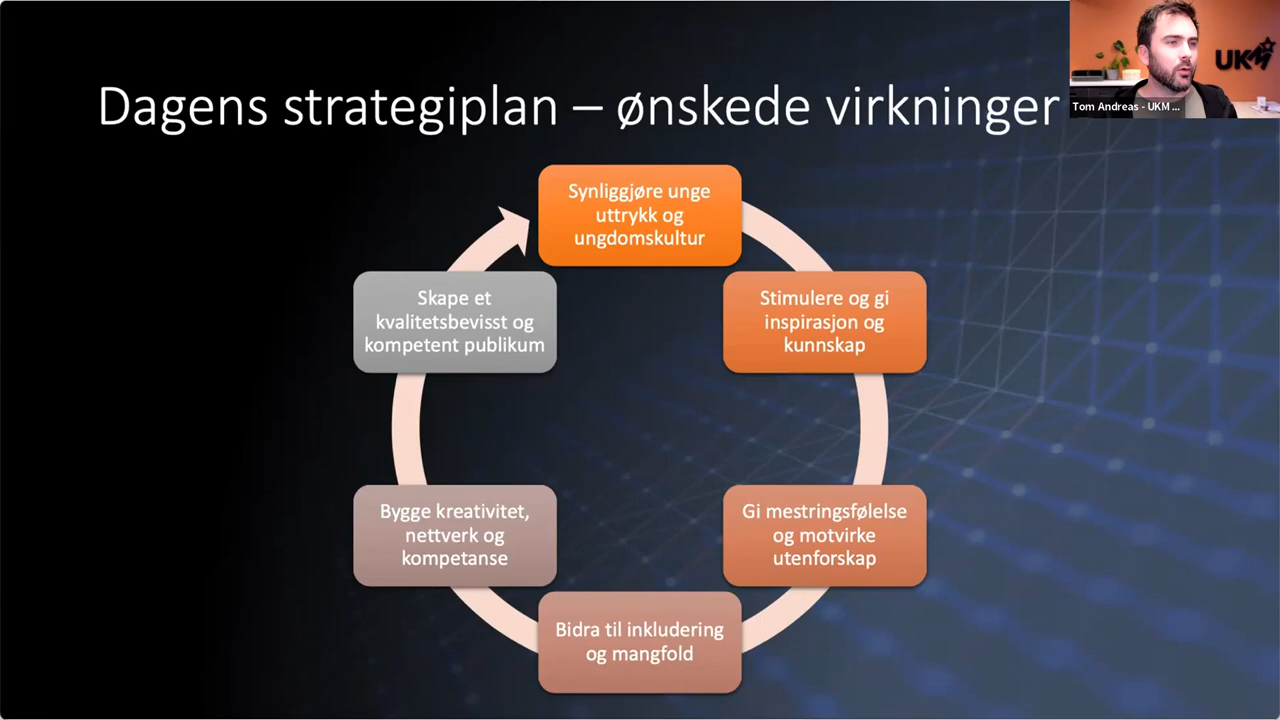 Dagens strategiplan – ønskede virkninger
UKM
Tom Andreas - UKM ...
Synliggjøre unge
uttrykk og
ungdomskultur
Stimulere og gi
inspirasjon og
kunnskap
Gi mestringsfølelse
og motvirke
utenforskap
Bidra til inkludering
og mangfold
Bygge kreativitet,
nettverk og
kompetanse
Skape et
kvalitetsbevisst og
kompetent publikum